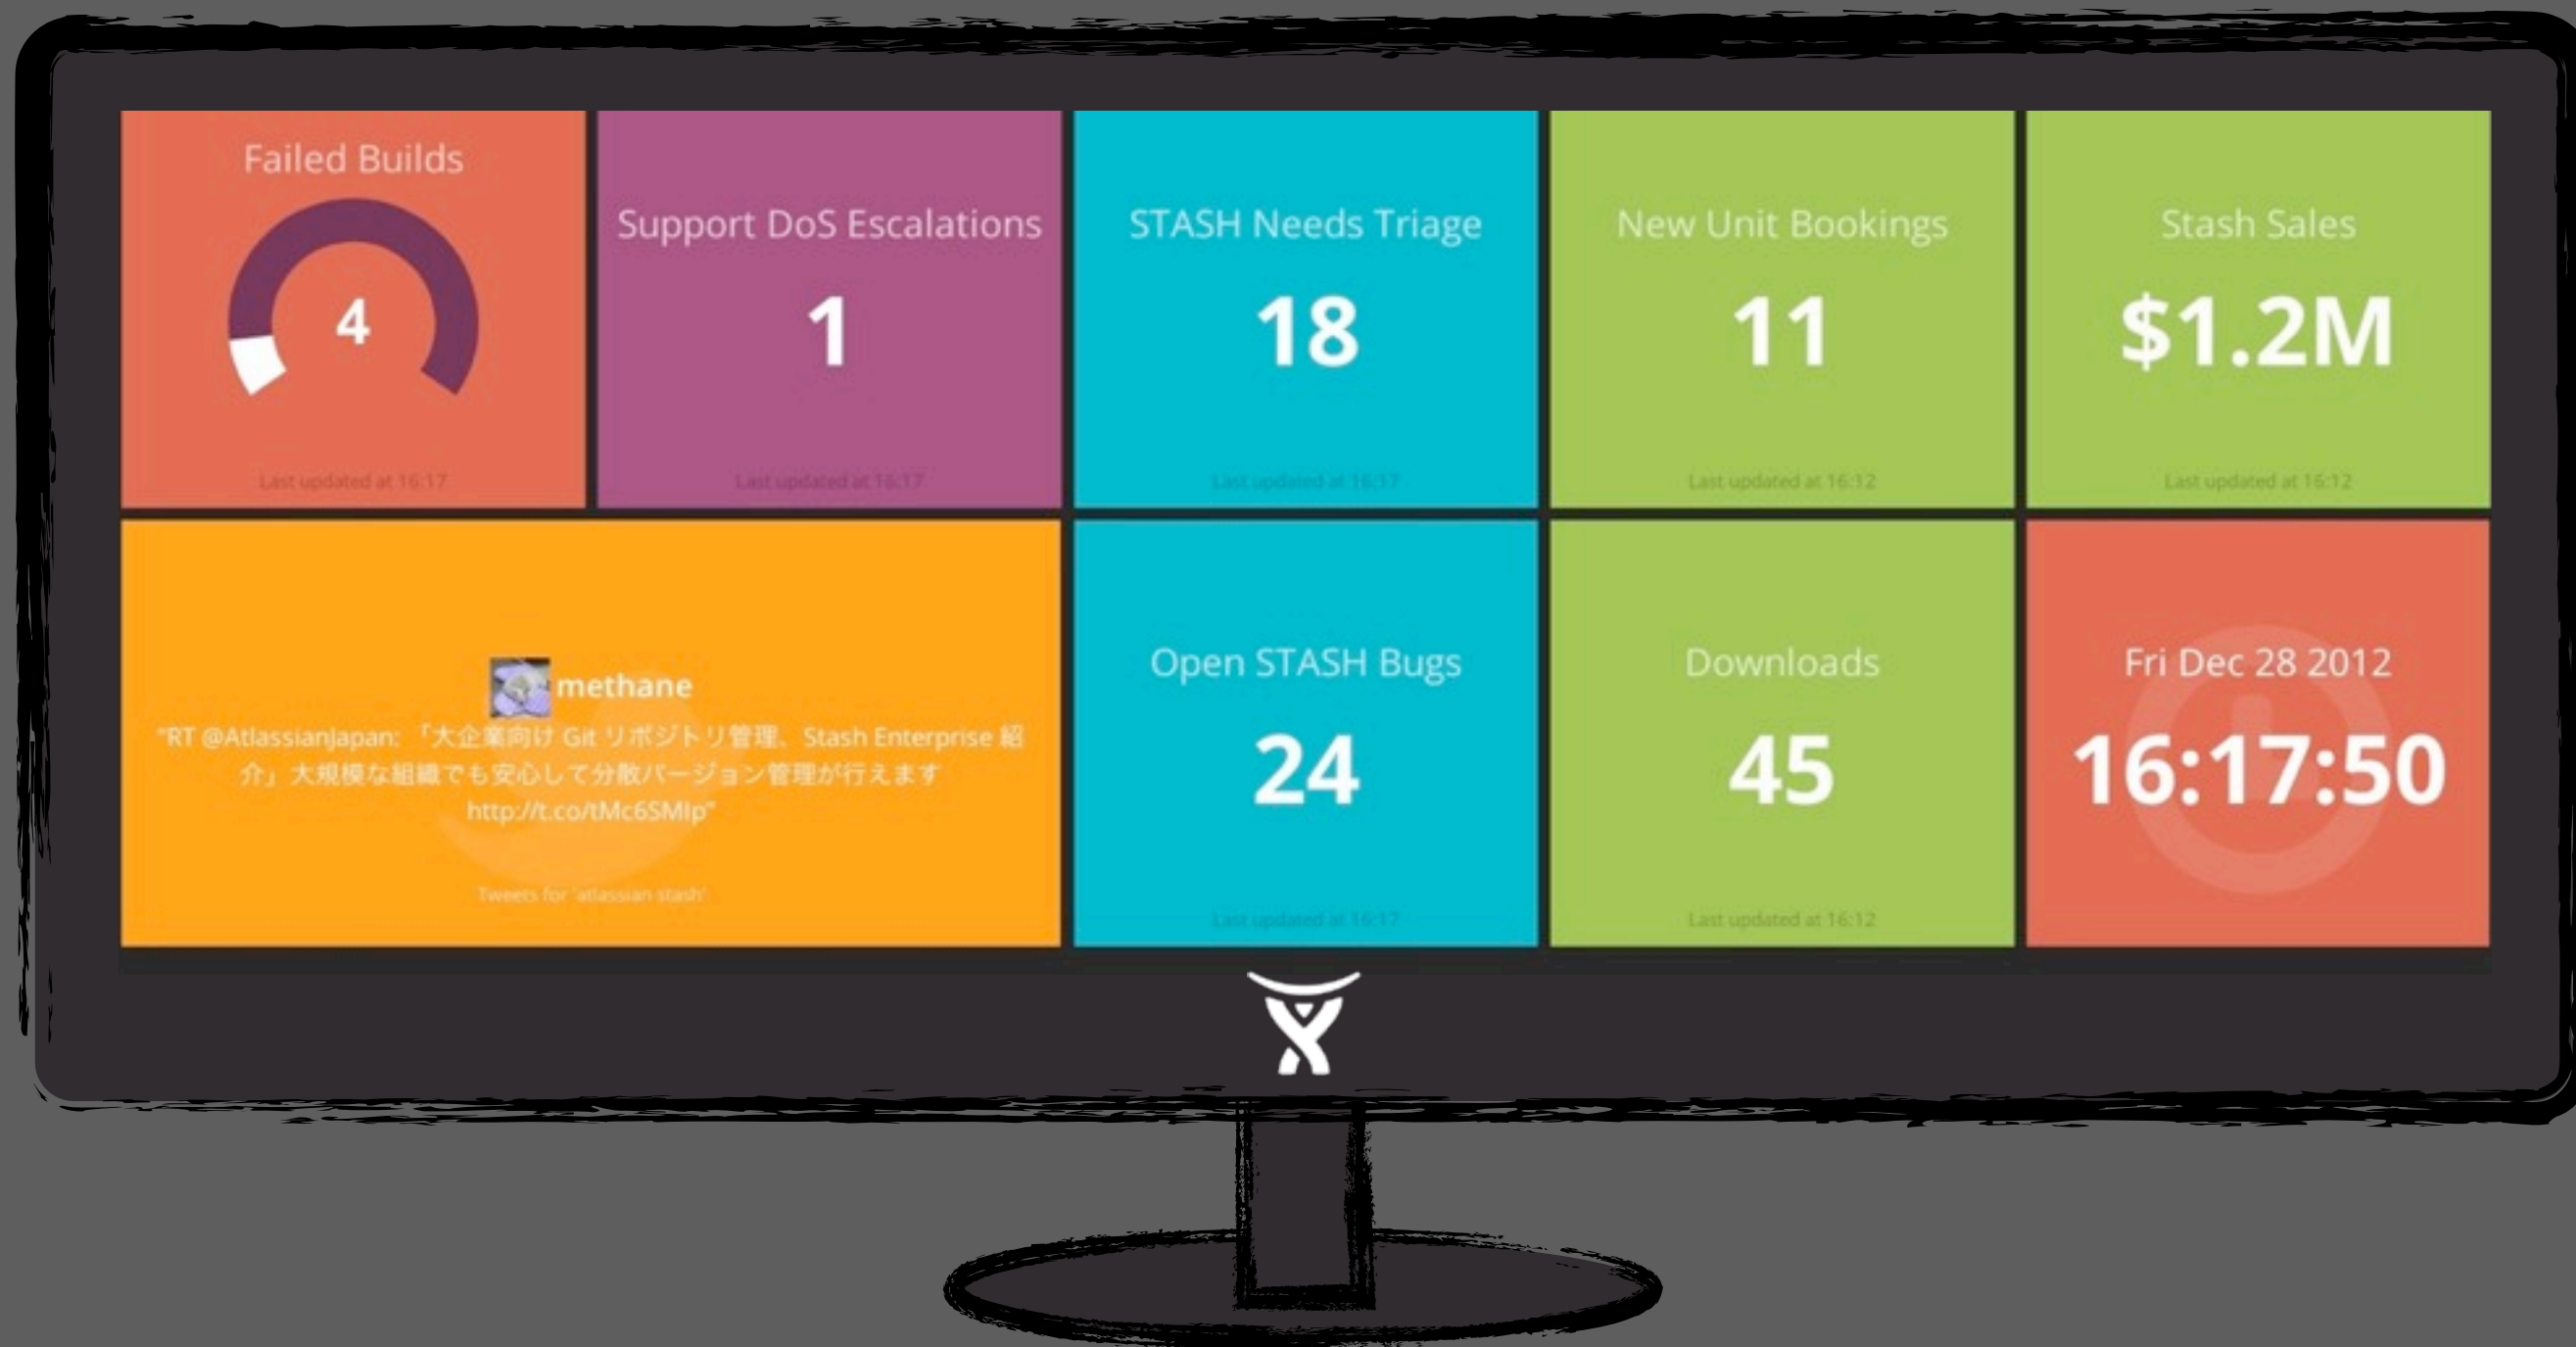 Failed Builds
4
Last updated at 16:17
Support DoS Escalations
1
Last updated at 16:17
STASH Needs Triage
18
Last updated at 16:17
New Unit Bookings
11
Last updated at 16:12
Stash Sales
$1.2M
Last updated at 16:12
methane
"RT @AtlassianJapan: 「大企業向け Git リポジトリ管理、Stash Enterprise 紹
介」大規模な組織でも安心して分散バージョン管理が行えます
http://t.co/tMc6SMIp"
Tweets for 'atlassian stash'
Open STASH Bugs
24
Last updated at 16:17
Downloads
45
Last updated at 16:12
Fri Dec 28 2012
16:17:50